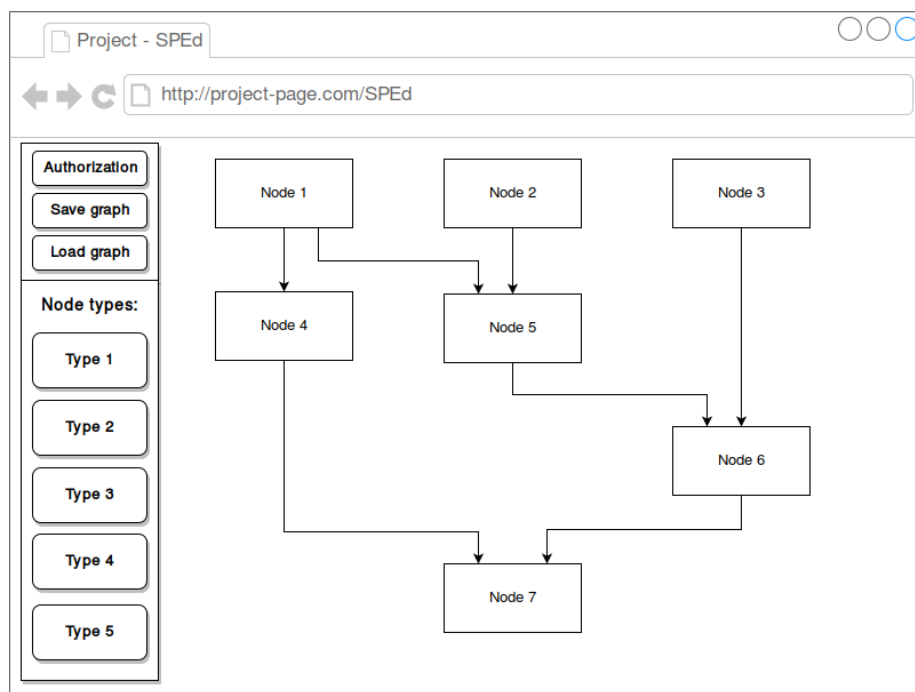 Project - SPEd
http://project-page.com/SPEd
Authorization
Save graph
Load graph
Node types:
Type 1
Type 2
Type 3
Type 4
Type 5
Node 1
Node 2
Node 3
Node 4
Node 5
Node 6
Node 7